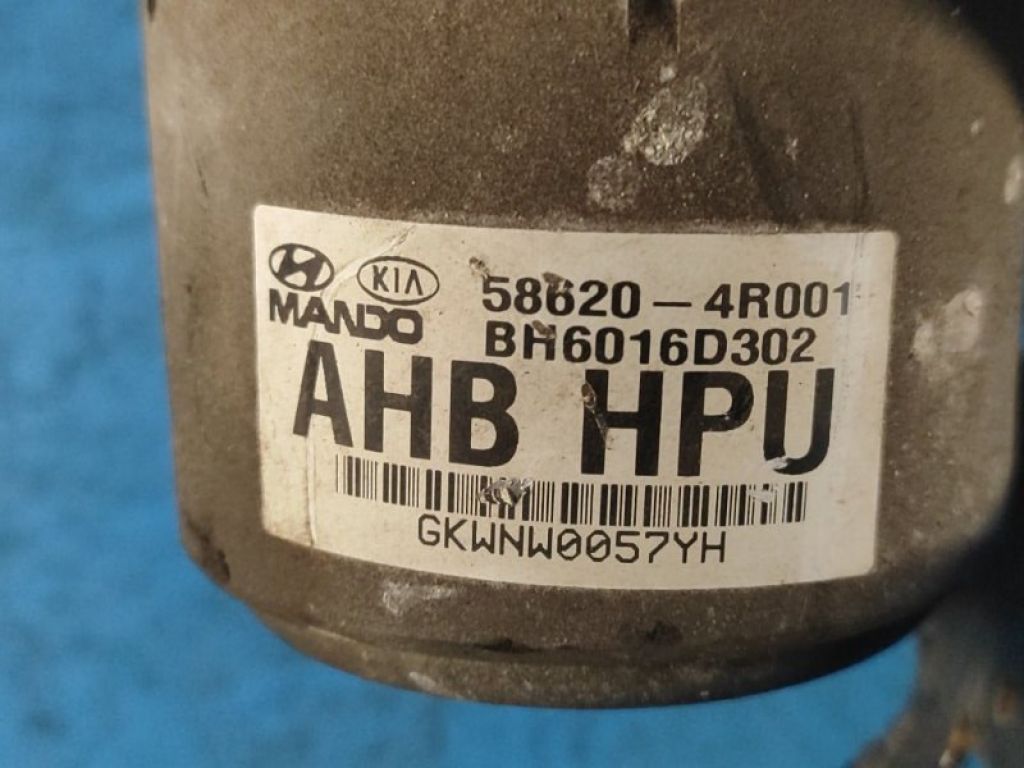 KIA
MANDO
58620-4R001
BH6016D302
AHB HPU
GKWNW0057YH